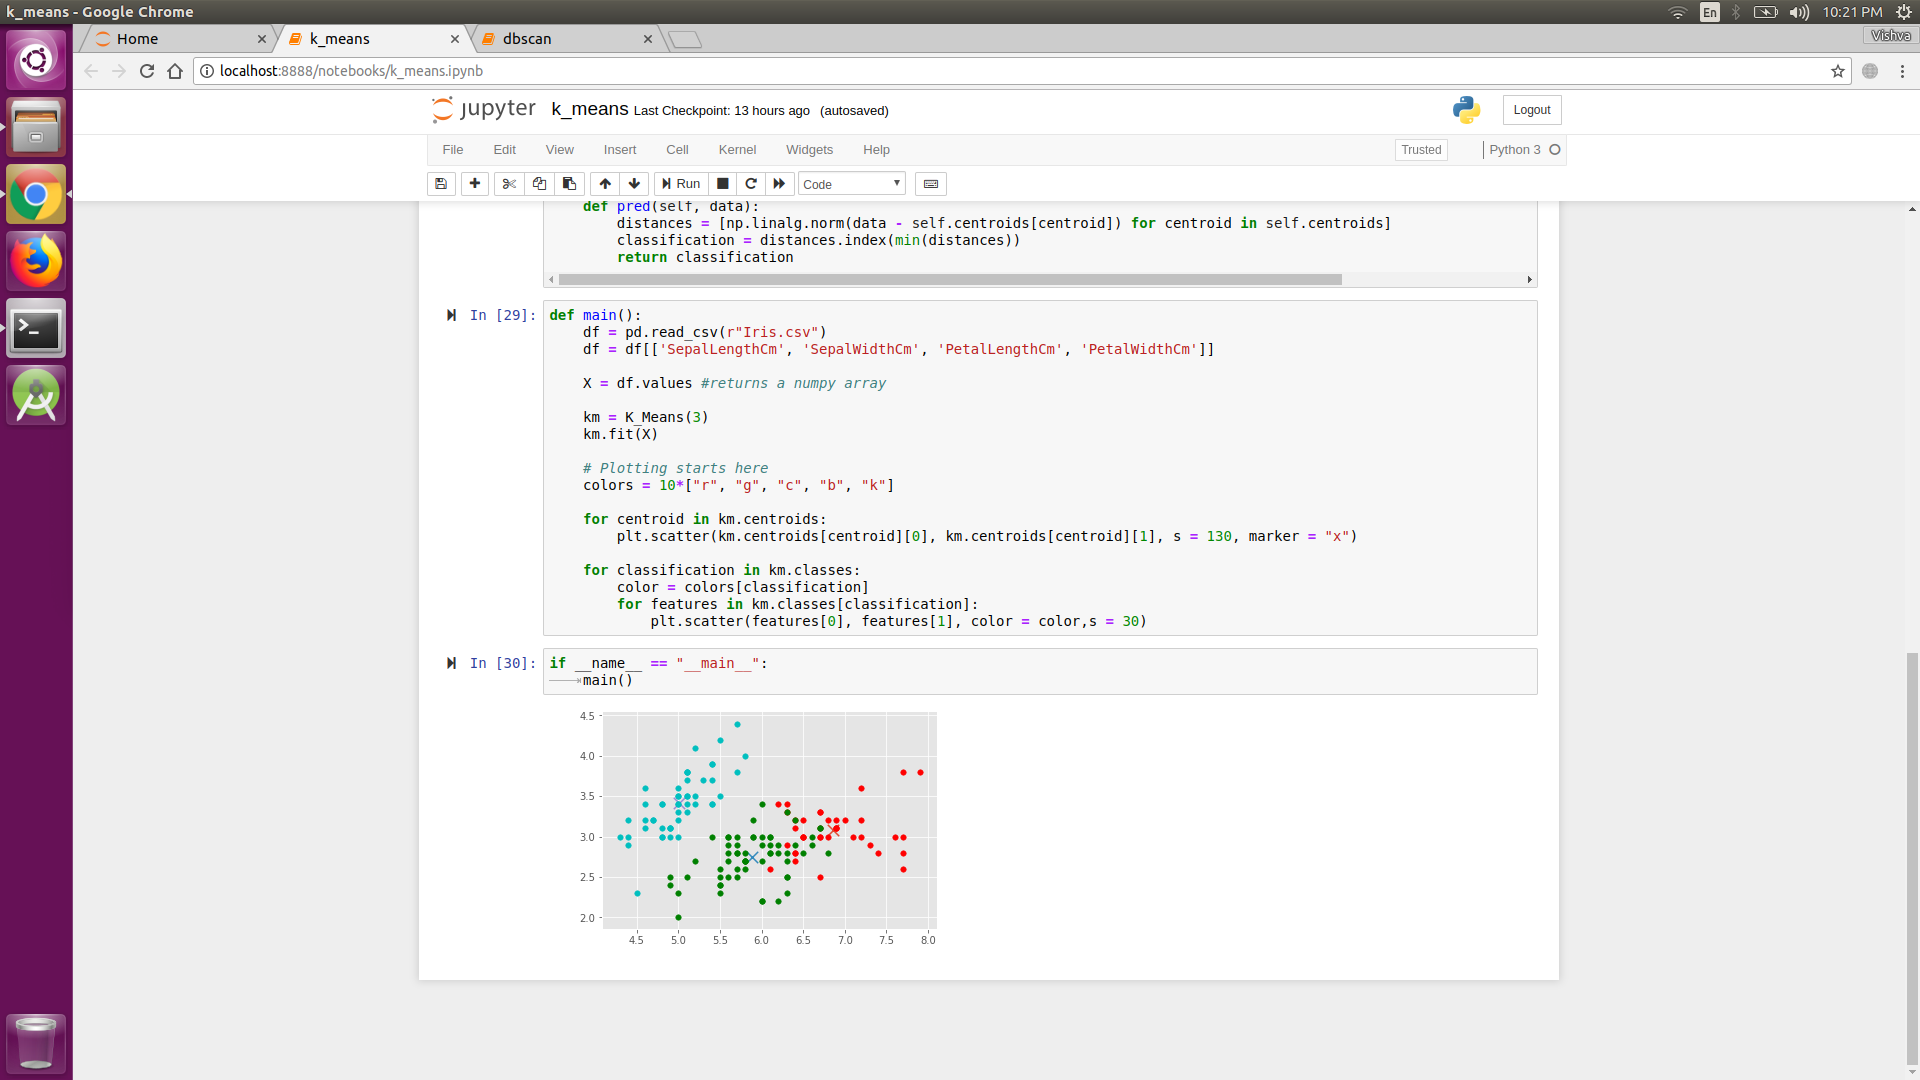 k_means - Google Chrome
En
10:21 PM
Home
k_means
dbscan
Vishva
localhost:8888/notebooks/k_means.ipynb
jupyter
k_means Last Checkpoint: 13 hours ago (autosaved)
Logout
File Edit View Insert Cell Kernel Widgets Help
Trusted
Python 3
Run
Code
def pred(self, data):
distances = [np.linalg.norm(data - self.centroids[centroid]) for centroid in self.centroids]
classification = distances.index(min(distances))
return classification
In [29]:
def main():
df = pd.read_csv(r"Iris.csv")
df = df[['SepalLengthCm', 'SepalWidthCm', 'PetalLengthCm', 'PetalWidthCm']]
X = df.values #returns a numpy array
km = K_Means(3)
km.fit(X)
# Plotting starts here
colors = 10*["r", "g", "c", "b", "k"]
for centroid in km.centroids:
plt.scatter(km.centroids[centroid][0], km.centroids[centroid][1], s = 130, marker = "x")
for classification in km.classes:
color = colors[classification]
for features in km.classes[classification]:
plt.scatter(features[0], features[1], color = color,s = 30)
In [30]:
if __name__ == "__main__":
main()
4.5
4.0
3.5
3.0
2.5
2.0
4.5 5.0 5.5 6.0 6.5 7.0 7.5 8.0